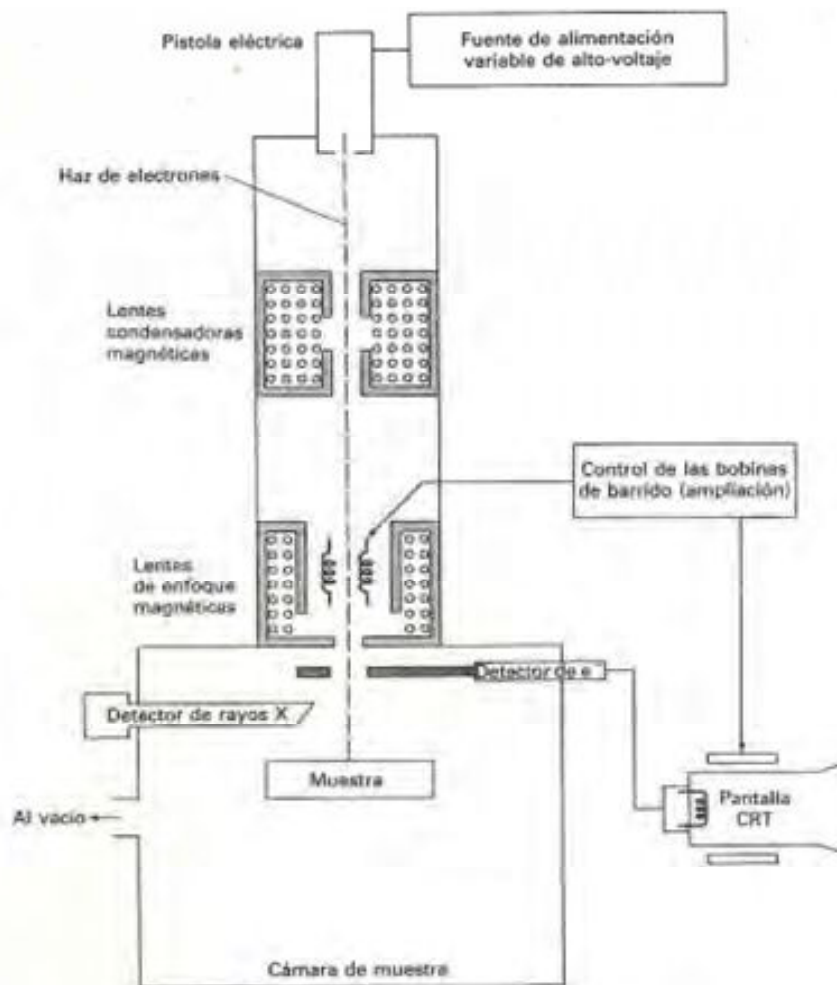 Pistola eléctrica
Fuente de alimentación
variable de alto-voltaje
Haz de electrones
Lentes
condensadoras
magnéticas
Control de las bobinas
de barrido (ampliación)
Lentes
de enfoque
magnéticas
Detector de e
Detector de rayos X
Muestra
Pantalla
CRT
Al vacío
Cámara de muestra